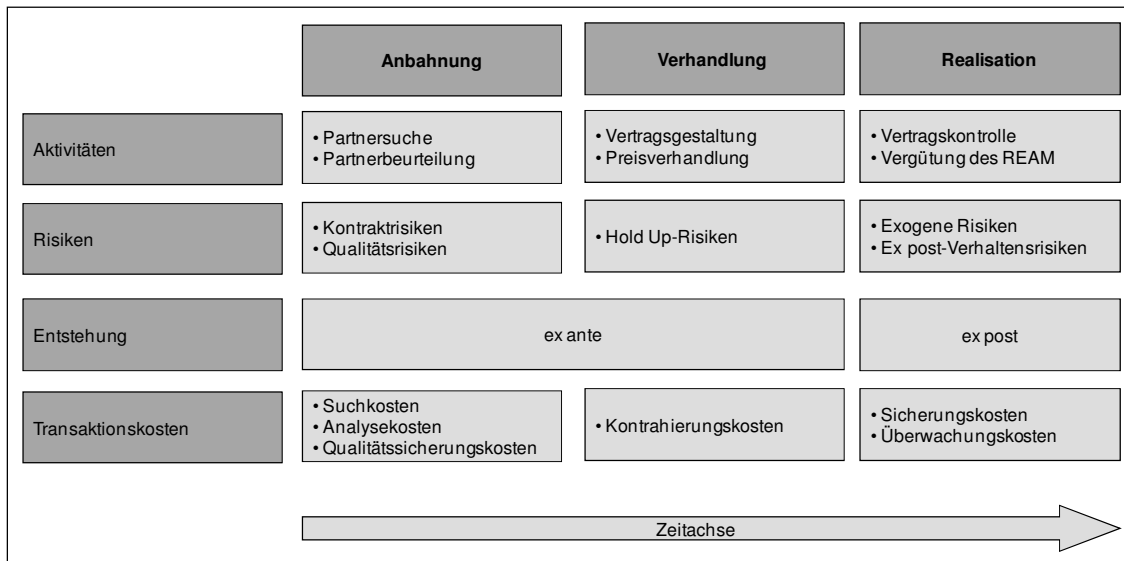 Anbahnung
Verhandlung
Realisation
Aktivitäten
• Partnersuche
• Partnerbeurteilung
• Vertragsgestaltung
• Preisverhandlung
• Vertragskontrolle
• Vergütung des REAM
Risiken
• Kontraktrisiken
• Qualitätsrisiken
• Hold Up-Risiken
• Exogene Risiken
• Ex post-Verhaltensrisiken
Entstehung
ex ante
ex post
Transaktionskosten
• Suchkosten
• Analysekosten
• Qualitätssicherungskosten
• Kontrahierungskosten
• Sicherungskosten
• Überwachungskosten
Zeitachse